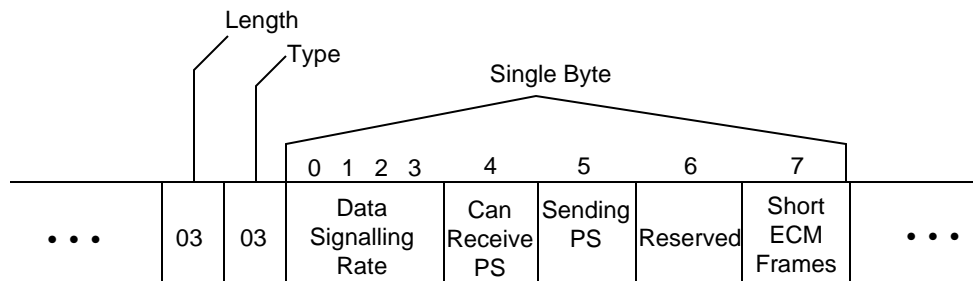 Length
Type
Single Byte
0 1 2 3 4 5 6 7
• • •
03
03
Data
Signalling
Rate
Can
Receive
PS
Sending
PS
Reserved
Short
ECM
Frames
• • •